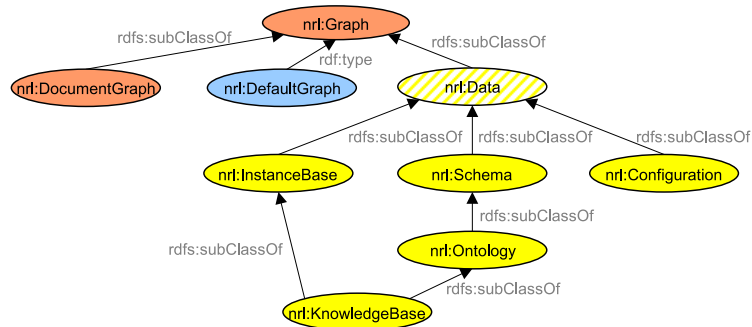 nrl:Graph
rdfs:subClassOf
rdfs:subClassOf
rdf:type
nrl:DocumentGraph
nrl:DefaultGraph
nrl:Data
rdfs:subClassOf
rdfs:subClassOf
rdfs:subClassOf
nrl:InstanceBase
nrl:Schema
nrl:Configuration
rdfs:subClassOf
nrl:Ontology
rdfs:subClassOf
rdfs:subClassOf
nrl:KnowledgeBase